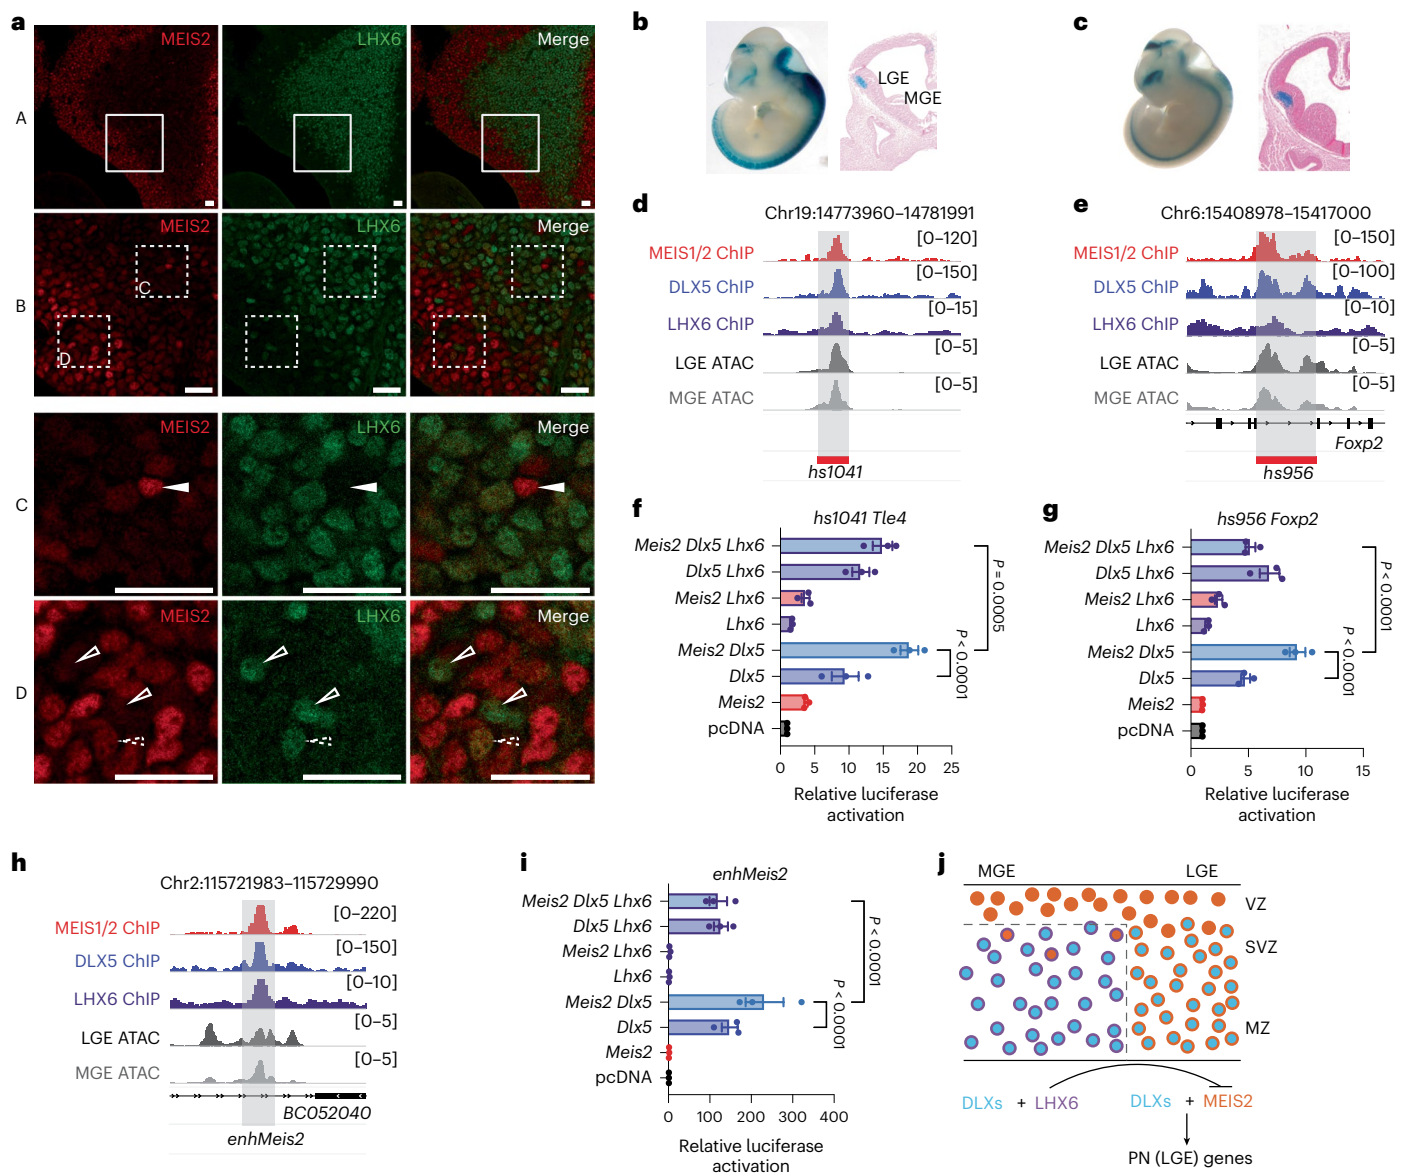 a
MEIS2
LHX6
Merge
A
MEIS2
LHX6
Merge
B
C
D
MEIS2
LHX6
Merge
C
MEIS2
LHX6
Merge
D
b
LGE
MGE
c
d
Chr19:14773960–14781991
[0–120]
MEIS1/2 ChIP
[0–150]
DLX5 ChIP
[0–15]
LHX6 ChIP
[0–5]
LGE ATAC
[0–5]
MGE ATAC
hs1041
e
Chr6:15408978–15417000
[0–150]
MEIS1/2 ChIP
[0–100]
DLX5 ChIP
[0–10]
LHX6 ChIP
[0–5]
LGE ATAC
[0–5]
MGE ATAC
Foxp2
hs956
f
hs1041 Tle4
Meis2 Dlx5 Lhx6
Dlx5 Lhx6
Meis2 Lhx6
Lhx6
Meis2 Dlx5
Dlx5
Meis2
pcDNA
P = 0.0005
P < 0.0001
0 5 10 15 20 25
Relative luciferase
activation
g
hs956 Foxp2
Meis2 Dlx5 Lhx6
Dlx5 Lhx6
Meis2 Lhx6
Lhx6
Meis2 Dlx5
Dlx5
Meis2
pcDNA
P < 0.0001
P < 0.0001
0 5 10 15
Relative luciferase
activation
h
Chr2:115721983–115729990
[0–220]
MEIS1/2 ChIP
[0–150]
DLX5 ChIP
[0–10]
LHX6 ChIP
[0–5]
LGE ATAC
[0–5]
MGE ATAC
BC052040
enhMeis2
i
enhMeis2
Meis2 Dlx5 Lhx6
Dlx5 Lhx6
Meis2 Lhx6
Lhx6
Meis2 Dlx5
Dlx5
Meis2
pcDNA
P < 0.0001
P < 0.0001
0 100 200 300 400
Relative luciferase
activation
j
MGE LGE
VZ
SVZ
MZ
DLXs + LHX6 DLXs + MEIS2
PN (LGE) genes